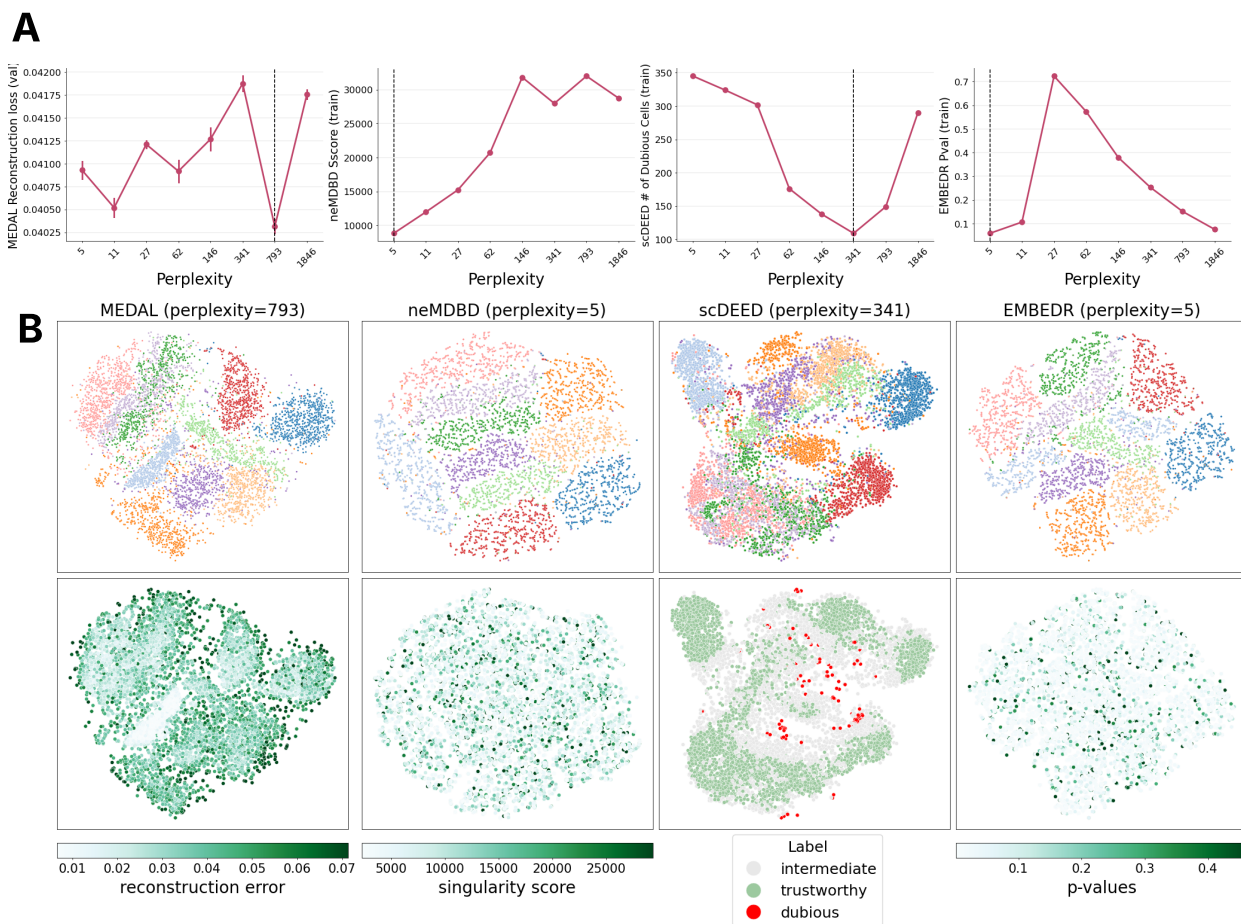 A
MEDAL Reconstruction loss (val)
0.04200
0.04175
0.04150
0.04125
0.04100
0.04075
0.04050
0.04025
5
11
27
62
146
341
793
1846
Perplexity
neMDBD Sscore (train)
30000
25000
20000
15000
10000
5
11
27
62
146
341
793
1846
Perplexity
scDEED # of Dubious Cells (train)
350
300
250
200
150
100
5
11
27
62
146
341
793
1846
Perplexity
EMBEDR Pval (train)
0.7
0.6
0.5
0.4
0.3
0.2
0.1
5
11
27
62
146
341
793
1846
Perplexity
B
MEDAL (perplexity=793)
neMDBD (perplexity=5)
scDEED (perplexity=341)
EMBEDR (perplexity=5)
0.01 0.02 0.03 0.04 0.05 0.06 0.07
reconstruction error
5000 10000 15000 20000 25000
singularity score
Label
intermediate
trustworthy
dubious
0.1 0.2 0.3 0.4
p-values